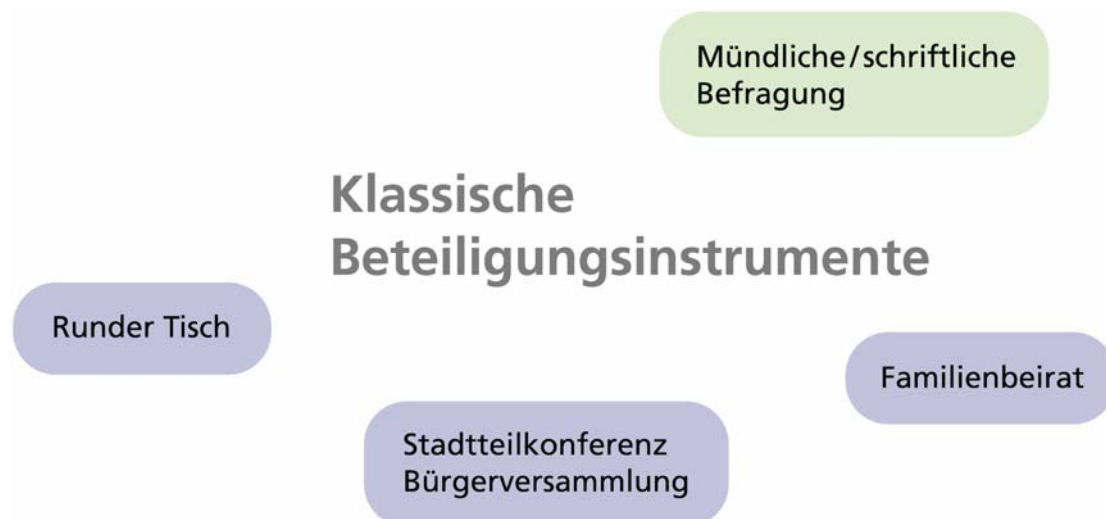 Mündliche/schriftliche
Befragung
Klassische
Beteiligungsinstrumente
Runder Tisch
Familienbeirat
Stadtteilkonferenz
Bürgerversammlung